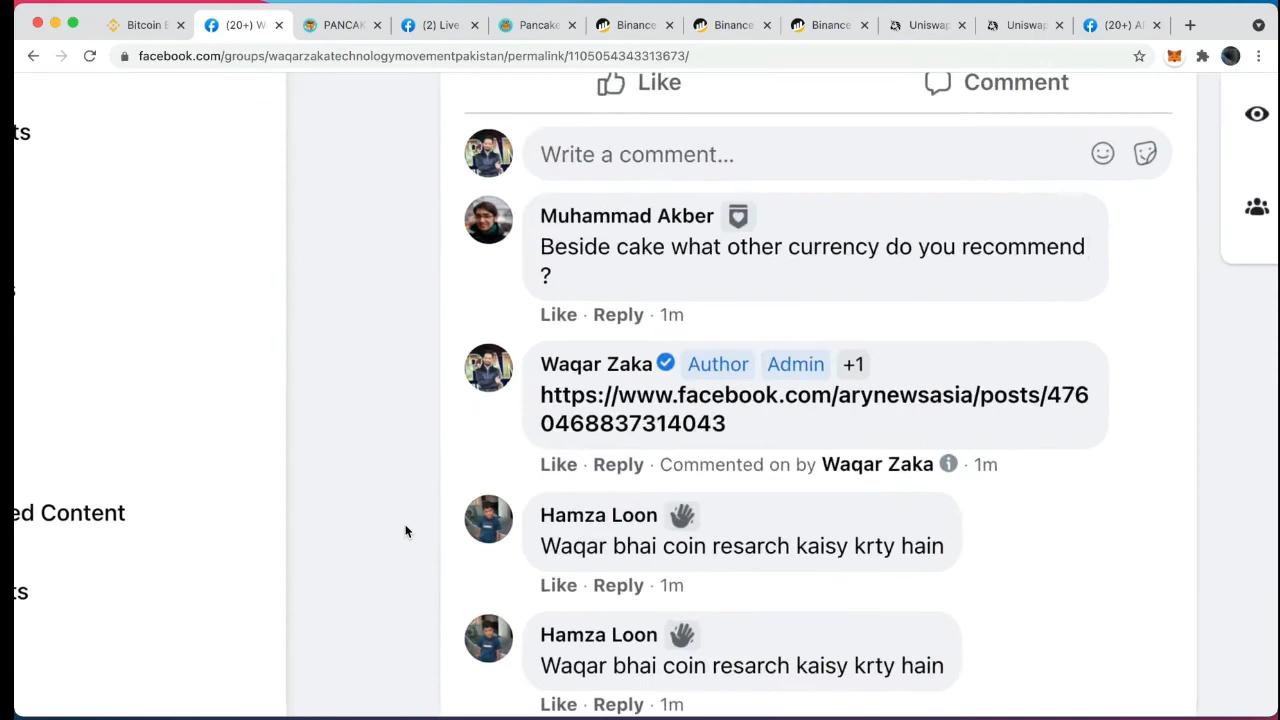 Bitcoin E
(20+) W
PANCAK
(2) Live
Pancake
Binance
Binance
Binance
Uniswap
Uniswap
(20+) Al
facebook.com/groups/waqarzakatechnologymovementpakistan/permalink/1105054343313673/
Like
Comment
ts
Write a comment...
Muhammad Akber
Beside cake what other currency do you recommend
?
Like · Reply · 1m
Waqar Zaka Author Admin +1
https://www.facebook.com/arynewsasia/posts/476
0468837314043
Like · Reply · Commented on by Waqar Zaka · 1m
ed Content
Hamza Loon
Waqar bhai coin resarch kaisy krty hain
Like · Reply · 1m
ts
Hamza Loon
Waqar bhai coin resarch kaisy krty hain
Like · Reply · 1m